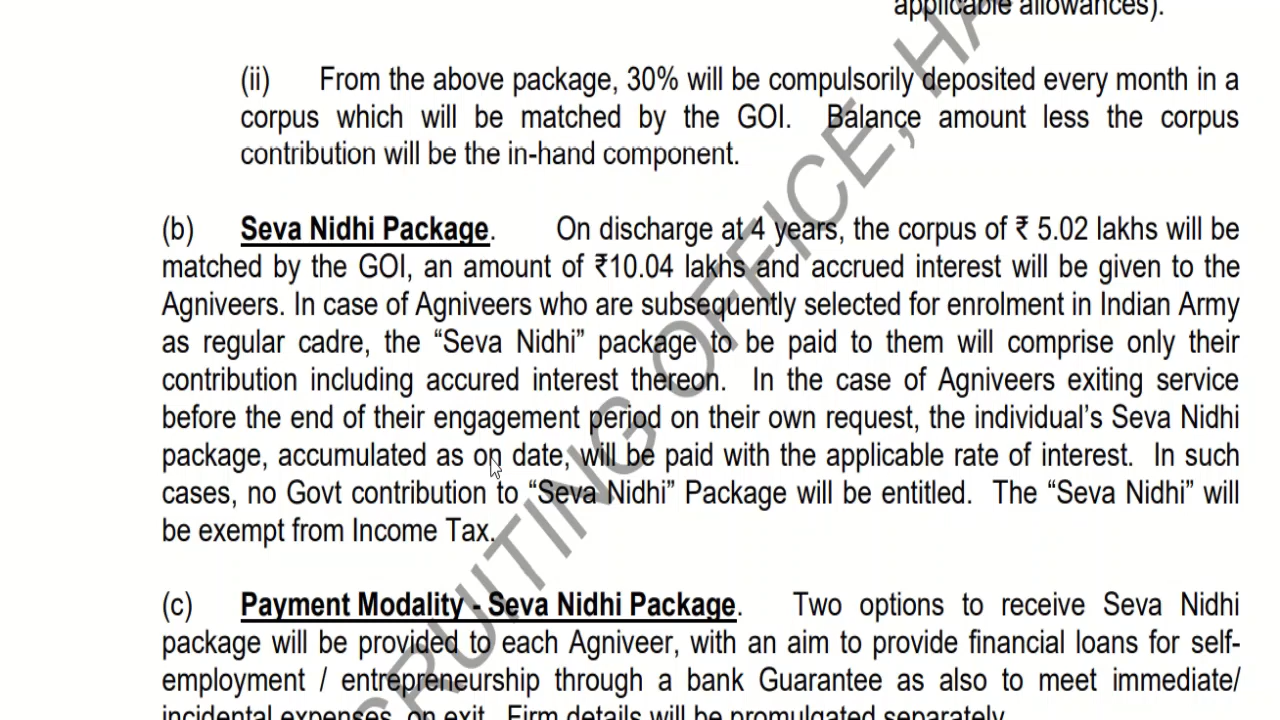 applicable allowances).
(ii) From the above package, 30% will be compulsorily deposited every month in a
corpus which will be matched by the GOI. Balance amount less the corpus
contribution will be the in-hand component.
(b) Seva Nidhi Package. On discharge at 4 years, the corpus of ₹ 5.02 lakhs will be
matched by the GOI, an amount of ₹10.04 lakhs and accrued interest will be given to the
Agniveers. In case of Agniveers who are subsequently selected for enrolment in Indian Army
as regular cadre, the “Seva Nidhi” package to be paid to them will comprise only their
contribution including accured interest thereon. In the case of Agniveers exiting service
before the end of their engagement period on their own request, the individual’s Seva Nidhi
package, accumulated as on date, will be paid with the applicable rate of interest. In such
cases, no Govt contribution to “Seva Nidhi” Package will be entitled. The “Seva Nidhi” will
be exempt from Income Tax.
(c) Payment Modality - Seva Nidhi Package. Two options to receive Seva Nidhi
package will be provided to each Agniveer, with an aim to provide financial loans for self-
employment / entrepreneurship through a bank Guarantee as also to meet immediate/
incidental expenses, on exit. Firm details will be promulgated separately.
CRUITING OFFICE, HA